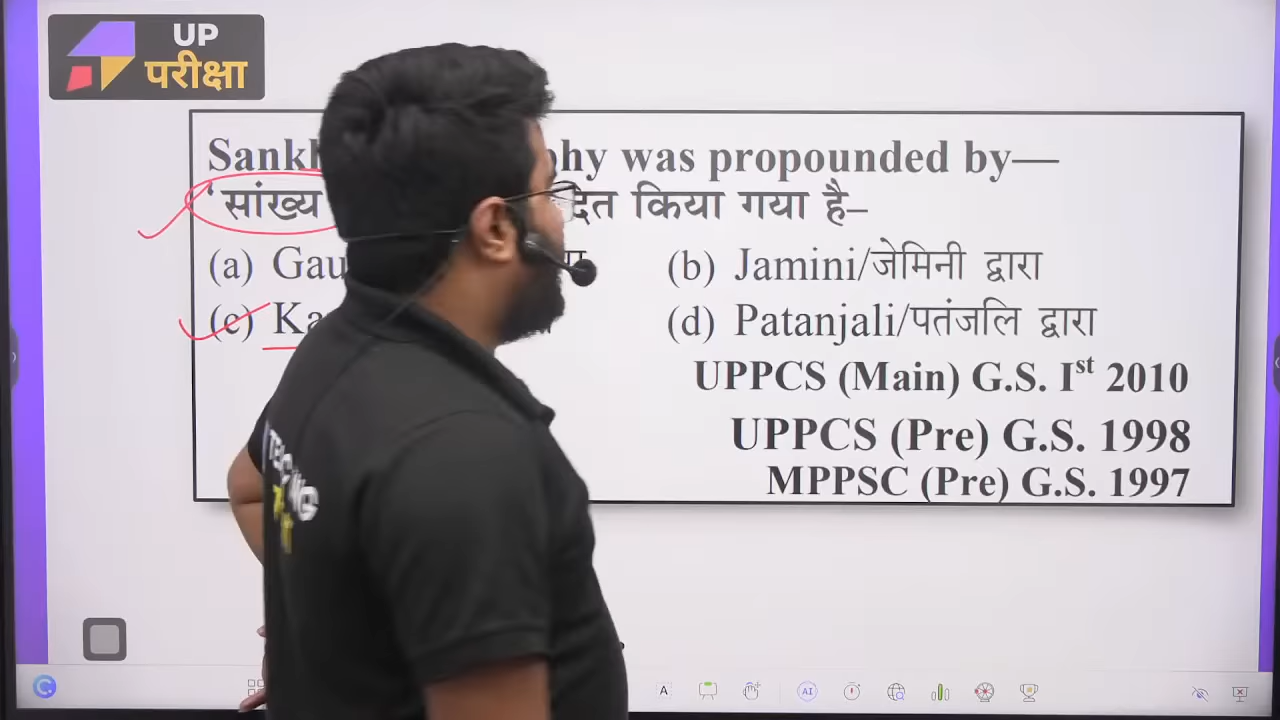 UP
परीक्षा
Sankh phy was propounded by—
'सांख्य दित किया गया है–
(a) Gau रा (b) Jamini/जेमिनी द्वारा
(c) Ka (d) Patanjali/पतंजलि द्वारा
UPPCS (Main) G.S. Ist 2010
UPPCS (Pre) G.S. 1998
MPPSC (Pre) G.S. 1997
A
AI